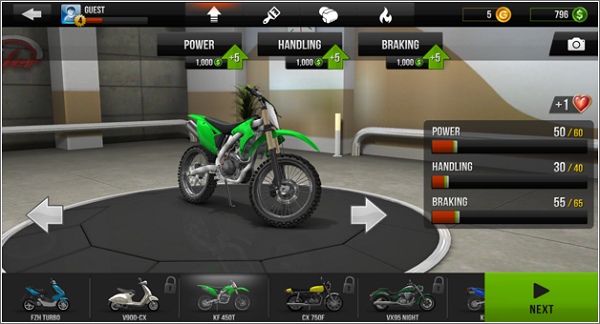 GUEST
4
5
796
POWER
1,000
+5
HANDLING
1,000
+5
BRAKING
1,000
+5
+1
POWER 50 / 60
HANDLING 30 / 40
BRAKING 55 / 65
FZH TURBO
V900-CX
KF 450T
CX 750F
VX95 NIGHT
NEXT